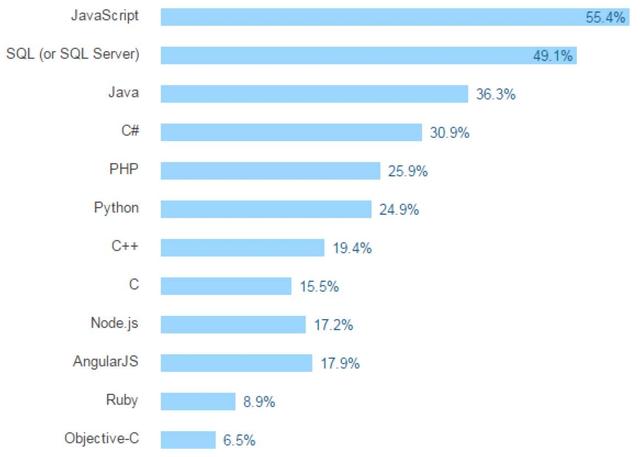 JavaScript 55.4%
SQL (or SQL Server) 49.1%
Java 36.3%
C# 30.9%
PHP 25.9%
Python 24.9%
C++ 19.4%
C 15.5%
Node.js 17.2%
AngularJS 17.9%
Ruby 8.9%
Objective-C 6.5%